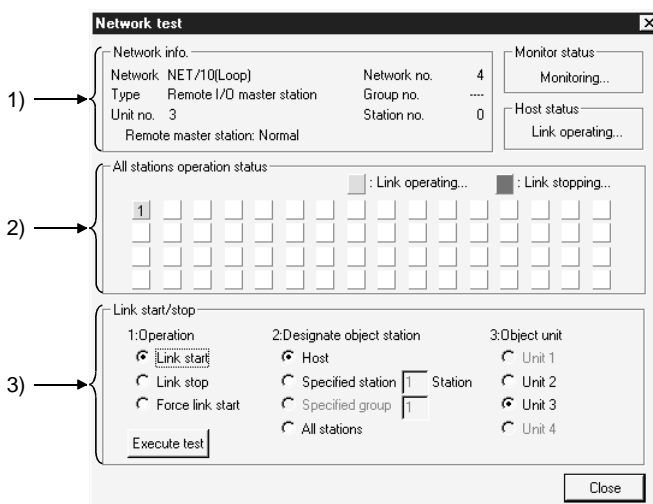 Network test
1)
Network info.
Network NET/10(Loop) Network no. 4
Type Remote I/O master station Group no. ----
Unit no. 3 Station no. 0
Remote master station: Normal
Monitor status
Monitoring...
Host status
Link operating...
2)
All stations operation status
: Link operating... : Link stopping...
1
3)
Link start/stop
1:Operation
Link start
Link stop
Force link start
Execute test
2:Designate object station
Host
Specified station 1 Station
Specified group 1
All stations
3:Object unit
Unit 1
Unit 2
Unit 3
Unit 4
Close